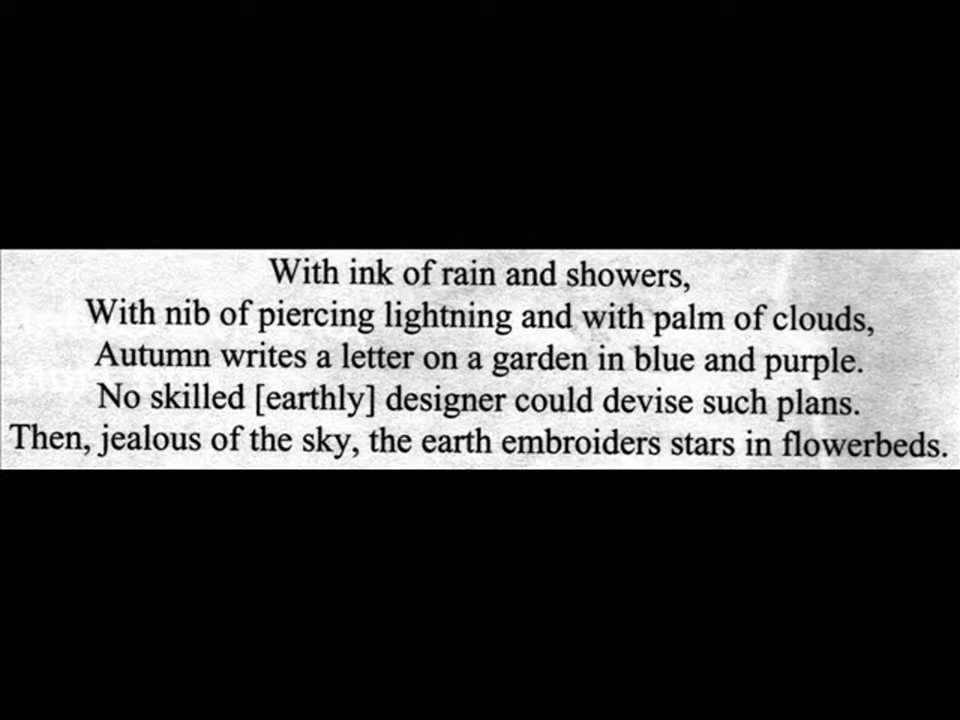 With ink of rain and showers,
With nib of piercing lightning and with palm of clouds,
Autumn writes a letter on a garden in blue and purple.
No skilled [earthly] designer could devise such plans.
Then, jealous of the sky, the earth embroiders stars in flowerbeds.